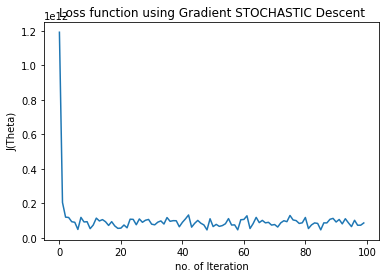 Loss function using Gradient STOCHASTIC Descent
1e12
1.2
1.0
0.8
0.6
0.4
0.2
0.0
J(Theta)
0 20 40 60 80 100
no. of Iteration